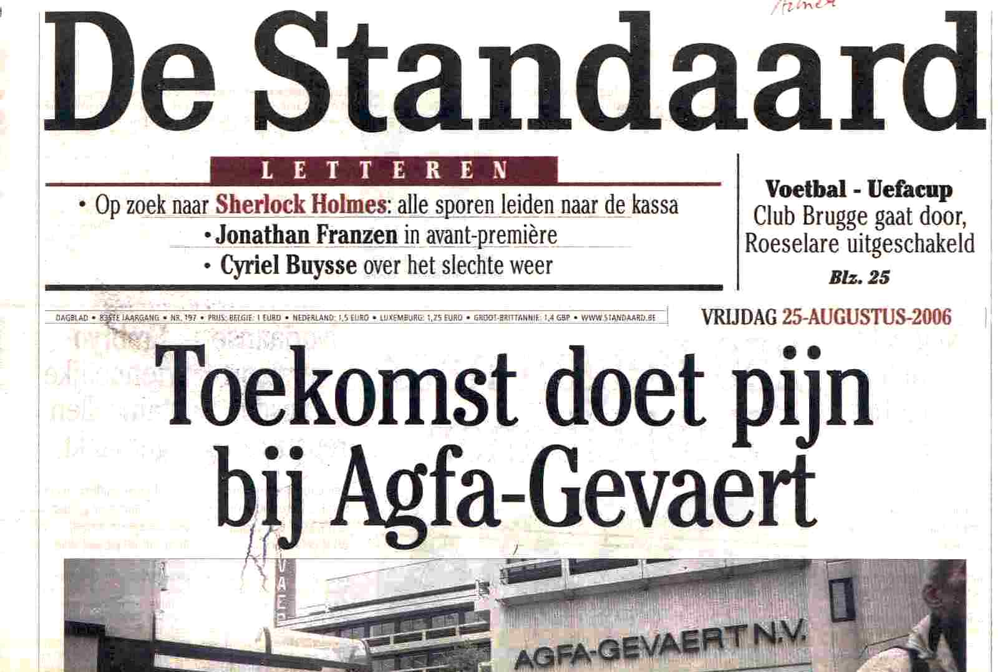 De Standaard
LETTEREN
• Op zoek naar Sherlock Holmes: alle sporen leiden naar de kassa
• Jonathan Franzen in avant-première
• Cyriel Buysse over het slechte weer
Voetbal - Uefacup
Club Brugge gaat door,
Roeselare uitgeschakeld
Blz. 25
DAGBLAD • 83STE JAARGANG • NR. 197 • PRIJS: BELGIE: 1 EURO • NEDERLAND: 1,5 EURO • LUXEMBURG: 1,25 EURO • GROOT-BRITTANNIE: 1,4 GBP • WWW.STANDAARD.BE
VRIJDAG 25-AUGUSTUS-2006
Toekomst doet pijn
bij Agfa-Gevaert
VAER
AGFA-GEVAERT N.V.